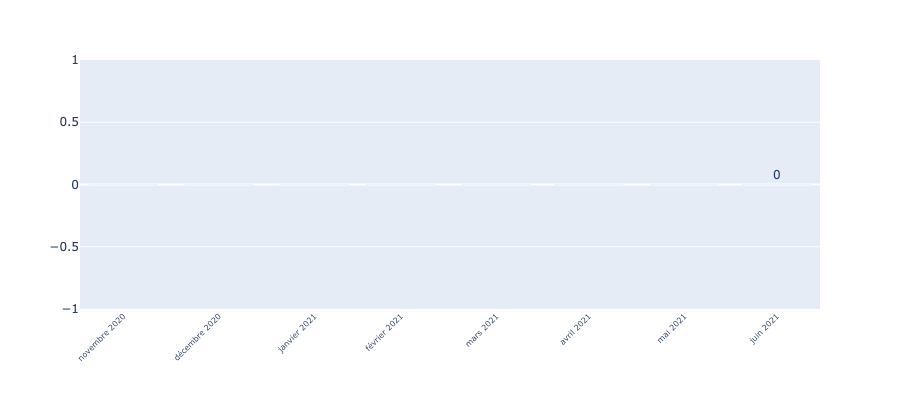 1
0.5
0
−0.5
−1
0
novembre 2020
décembre 2020
janvier 2021
février 2021
mars 2021
avril 2021
mai 2021
juin 2021